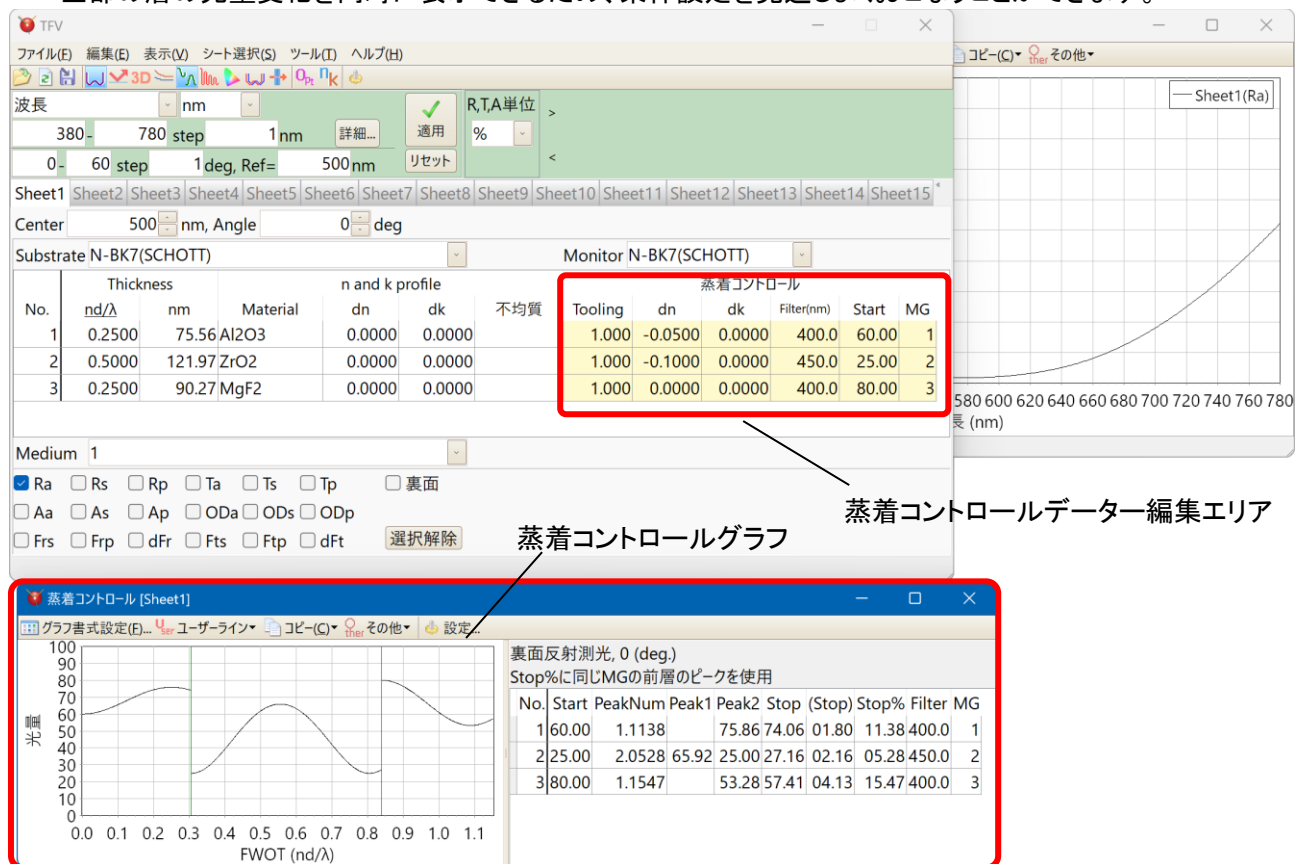 TFV
ファイル(F) 編集(E) 表示(V) シート選択(S) ツール(T) ヘルプ(H)
コピー(C) その他
3D Opt nk
波長 nm 適用 R,T,A単位 >
380 - 780 step 1 nm 詳細... %
0 - 60 step 1 deg, Ref= 500 nm リセット <
Sheet1(Ra)
Sheet1 Sheet2 Sheet3 Sheet4 Sheet5 Sheet6 Sheet7 Sheet8 Sheet9 Sheet10 Sheet11 Sheet12 Sheet13 Sheet14 Sheet15
Center 500 nm, Angle 0 deg
Substrate N-BK7(SCHOTT) Monitor N-BK7(SCHOTT)
Thickness n and k profile 蒸着コントロール
No. nd/λ nm Material dn dk 不均質 Tooling dn dk Filter(nm) Start MG
1 0.2500 75.56 Al2O3 0.0000 0.0000 1.000 -0.0500 0.0000 400.0 60.00 1
2 0.5000 121.97 ZrO2 0.0000 0.0000 1.000 -0.1000 0.0000 450.0 25.00 2
3 0.2500 90.27 MgF2 0.0000 0.0000 1.000 0.0000 0.0000 400.0 80.00 3
580 600 620 640 660 680 700 720 740 760 780
長 (nm)
Medium 1
Ra Rs Rp Ta Ts Tp 裏面
Aa As Ap ODa ODs ODp
Frs Frp dFr Fts Ftp dFt 選択解除
蒸着コントロールデーター編集エリア
蒸着コントロールグラフ
蒸着コントロール [Sheet1]
グラフ書式設定(F)... User ユーザーライン コピー(C) Other その他 設定...
裏面反射測光, 0 (deg.)
Stop%に同じMGの前層のピークを使用
No. Start PeakNum Peak1 Peak2 Stop (Stop) Stop% Filter MG
1 60.00 1.1138 75.86 74.06 01.80 11.38 400.0 1
2 25.00 2.0528 65.92 25.00 27.16 02.16 05.28 450.0 2
3 80.00 1.1547 53.28 57.41 04.13 15.47 400.0 3
光量
100
90
80
70
60
50
40
30
20
10
0
0.0 0.1 0.2 0.3 0.4 0.5 0.6 0.7 0.8 0.9 1.0 1.1
FWOT (nd/λ)